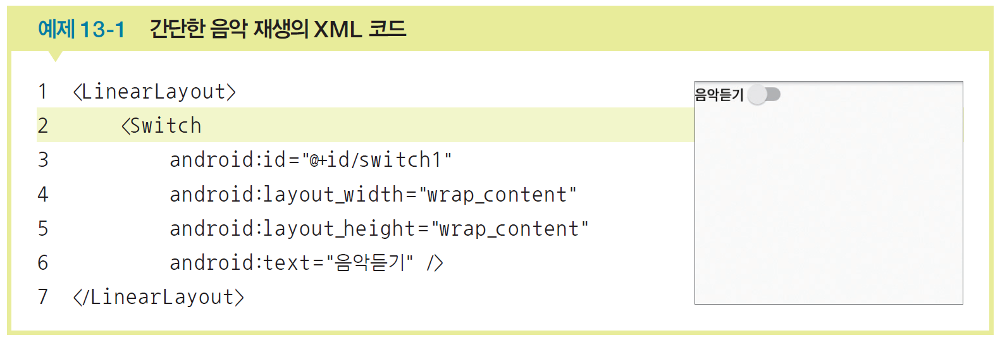 예제 13-1 간단한 음악 재생의 XML 코드
1 <LinearLayout>
음악듣기
2 <Switch
3 android:id="@+id/switch1"
4 android:layout_width="wrap_content"
5 android:layout_height="wrap_content"
6 android:text="음악듣기" />
7 </LinearLayout>